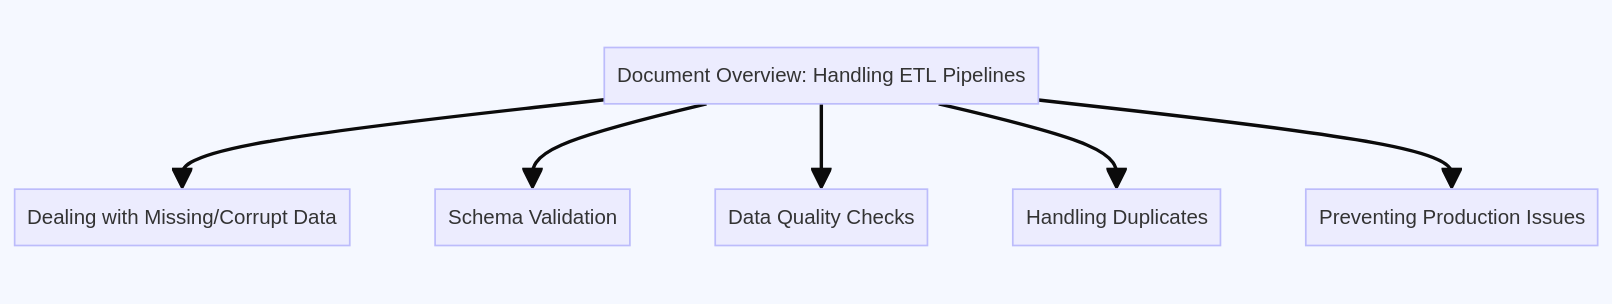 Document Overview: Handling ETL Pipelines
Dealing with Missing/Corrupt Data
Schema Validation
Data Quality Checks
Handling Duplicates
Preventing Production Issues